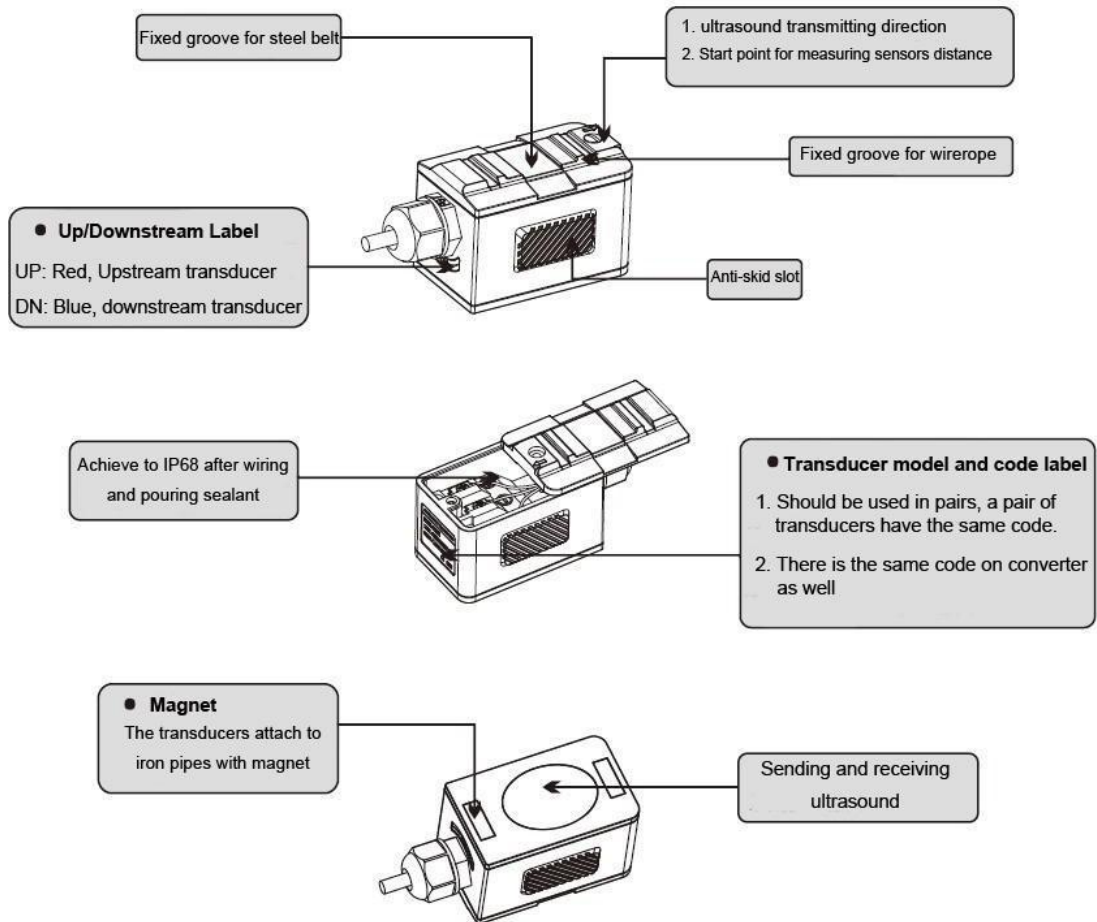 Fixed groove for steel belt
1. ultrasound transmitting direction
2. Start point for measuring sensors distance
Fixed groove for wirerope
● Up/Downstream Label
UP: Red, Upstream transducer
DN: Blue, downstream transducer
Anti-skid slot
Achieve to IP68 after wiring
and pouring sealant
● Transducer model and code label
1. Should be used in pairs, a pair of
transducers have the same code.
2. There is the same code on converter
as well
● Magnet
The transducers attach to
iron pipes with magnet
Sending and receiving
ultrasound